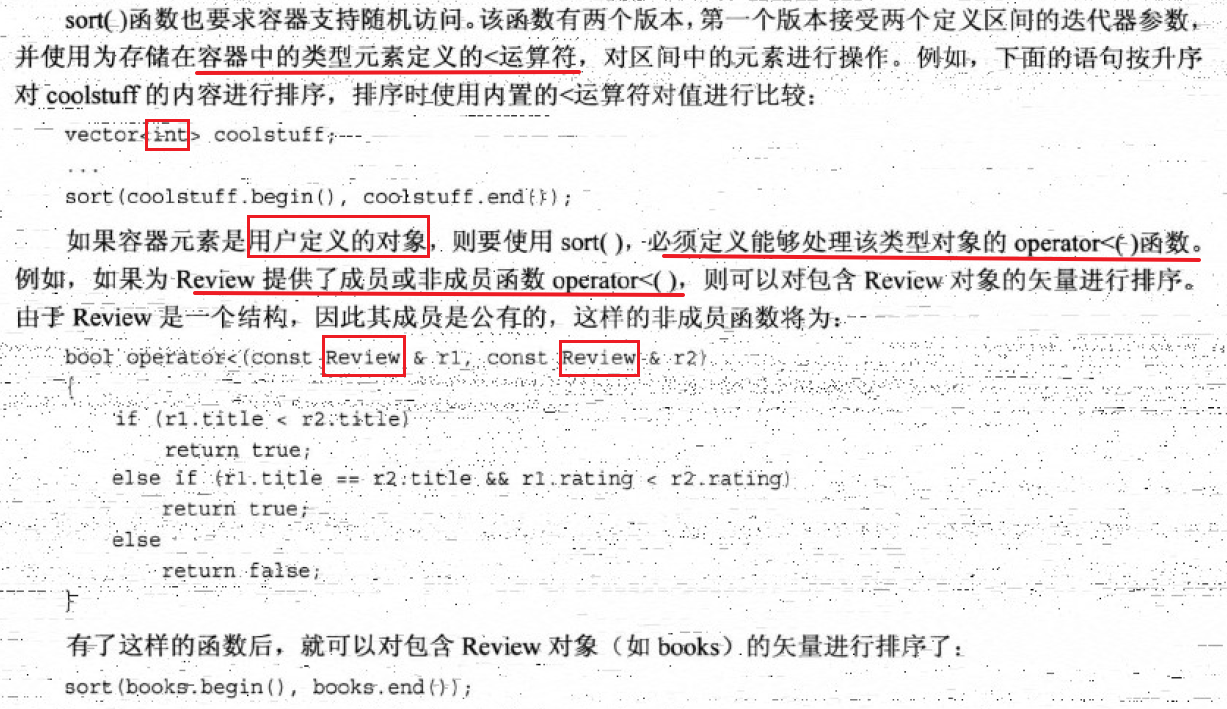 sort( )函数也要求容器支持随机访问。该函数有两个版本，第一个版本接受两个定义区间的迭代器参数，
并使用为存储在容器中的类型元素定义的<运算符，对区间中的元素进行操作。例如，下面的语句按升序
对 coolstuff 的内容进行排序，排序时使用内置的<运算符对值进行比较：
vector<int> coolstuff;
...
sort(coolstuff.begin(), coolstuff.end());
如果容器元素是用户定义的对象，则要使用 sort( )，必须定义能够处理该类型对象的 operator<( )函数。
例如，如果为 Review 提供了成员或非成员函数 operator<( )，则可以对包含 Review 对象的矢量进行排序。
由于 Review 是一个结构，因此其成员是公有的，这样的非成员函数将为：
bool operator<(const Review & r1, const Review & r2)
{
if (r1.title < r2.title)
return true;
else if (r1.title == r2.title && r1.rating < r2.rating)
return true;
else
return false;
}
有了这样的函数后，就可以对包含 Review 对象（如 books）的矢量进行排序了：
sort(books.begin(), books.end());